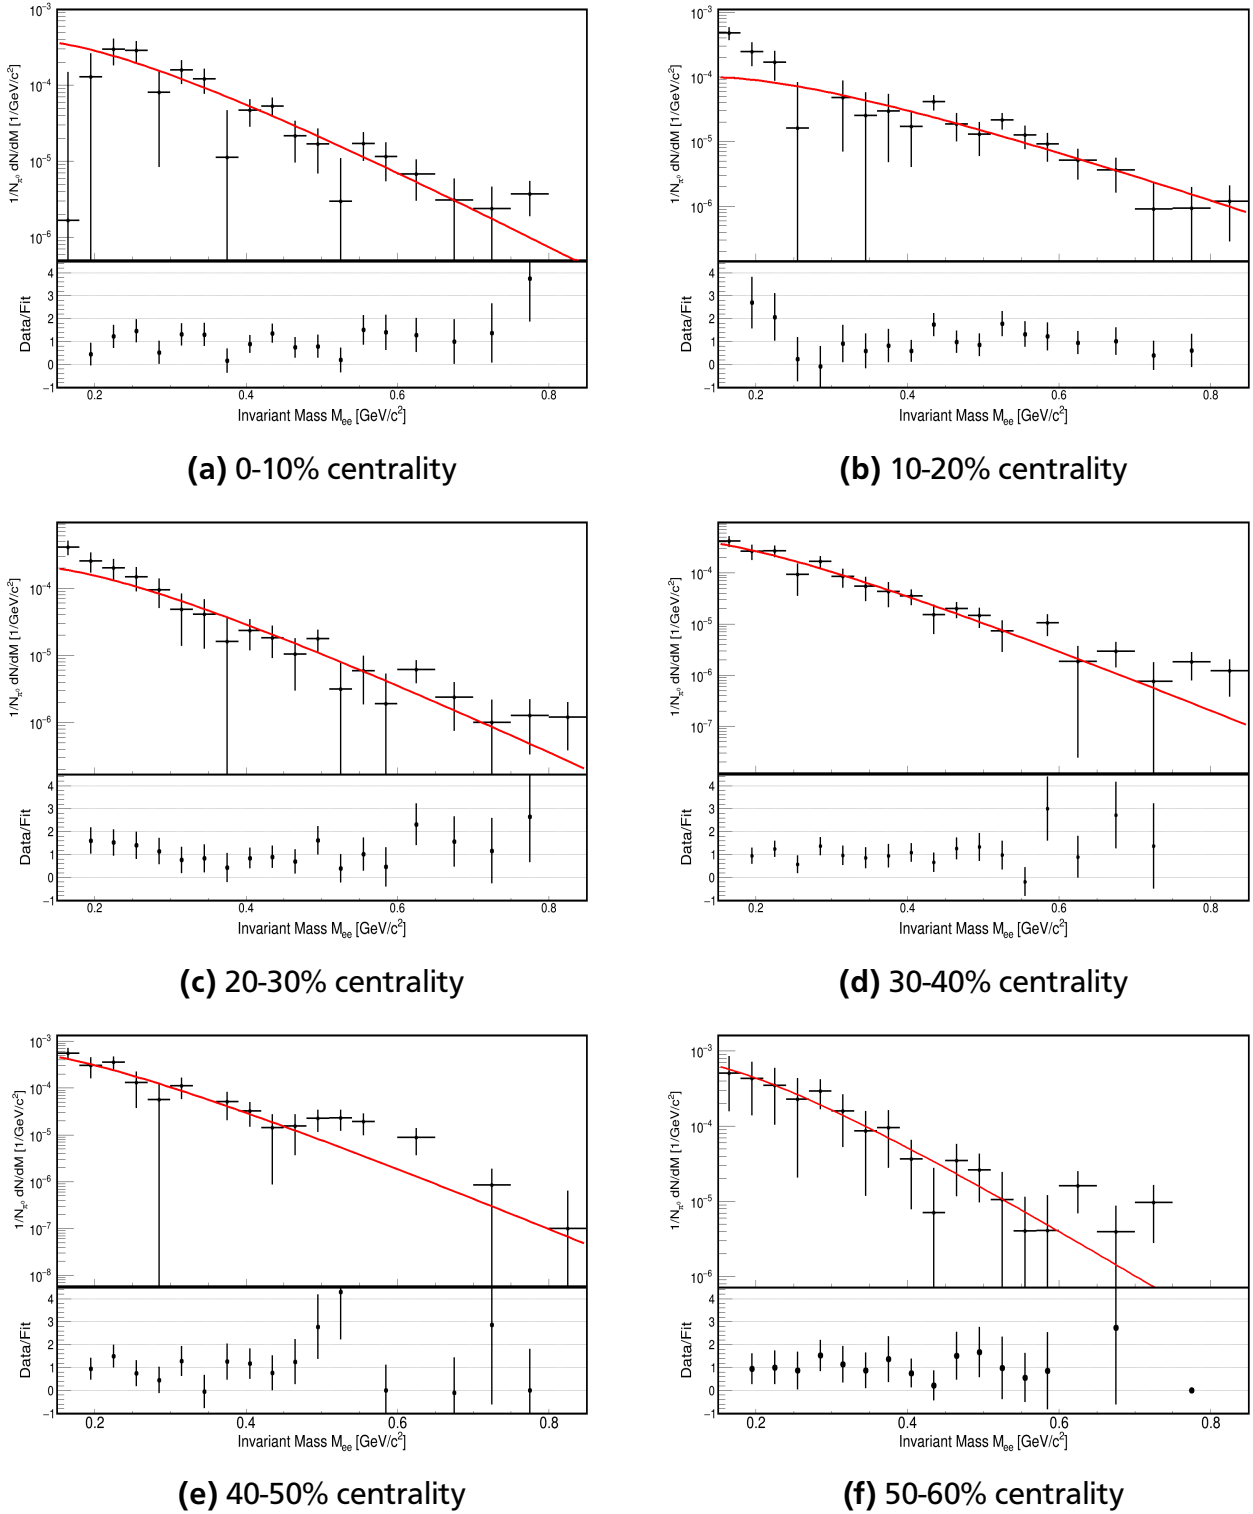 10⁻³
10⁻⁴
10⁻⁵
10⁻⁶
1/N_π⁰ dN/dM [1/GeV/c²]
4
3
2
1
0
−1
Data/Fit
0.2 0.4 0.6 0.8
Invariant Mass M_ee [GeV/c²]
(a) 0-10% centrality
10⁻³
10⁻⁴
10⁻⁵
10⁻⁶
1/N_π⁰ dN/dM [1/GeV/c²]
4
3
2
1
0
−1
Data/Fit
0.2 0.4 0.6 0.8
Invariant Mass M_ee [GeV/c²]
(b) 10-20% centrality
10⁻⁴
10⁻⁵
10⁻⁶
1/N_π⁰ dN/dM [1/GeV/c²]
4
3
2
1
0
−1
Data/Fit
0.2 0.4 0.6 0.8
Invariant Mass M_ee [GeV/c²]
(c) 20-30% centrality
10⁻⁴
10⁻⁵
10⁻⁶
10⁻⁷
1/N_π⁰ dN/dM [1/GeV/c²]
4
3
2
1
0
−1
Data/Fit
0.2 0.4 0.6 0.8
Invariant Mass M_ee [GeV/c²]
(d) 30-40% centrality
10⁻³
10⁻⁴
10⁻⁵
10⁻⁶
10⁻⁷
10⁻⁸
1/N_π⁰ dN/dM [1/GeV/c²]
4
3
2
1
0
−1
Data/Fit
0.2 0.4 0.6 0.8
Invariant Mass M_ee [GeV/c²]
(e) 40-50% centrality
10⁻³
10⁻⁴
10⁻⁵
10⁻⁶
1/N_π⁰ dN/dM [1/GeV/c²]
4
3
2
1
0
−1
Data/Fit
0.2 0.4 0.6 0.8
Invariant Mass M_ee [GeV/c²]
(f) 50-60% centrality